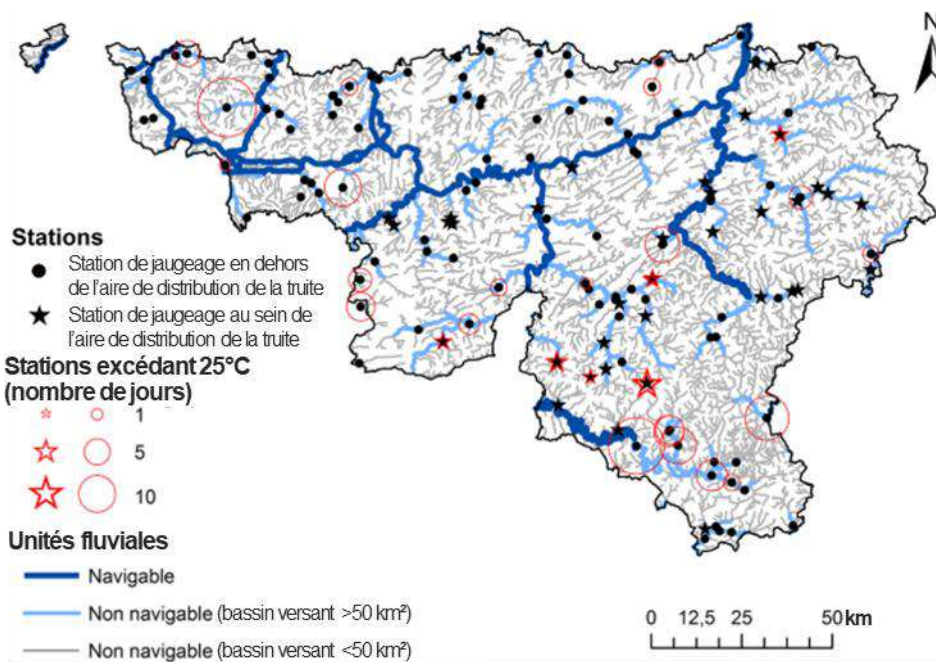 N
Stations
Station de jaugeage en dehors
de l'aire de distribution de la truite
Station de jaugeage au sein de
l'aire de distribution de la truite
Stations excédant 25°C
(nombre de jours)
1
5
10
Unités fluviales
Navigable
Non navigable (bassin versant >50 km²)
Non navigable (bassin versant <50 km²)
0 12,5 25 50 km